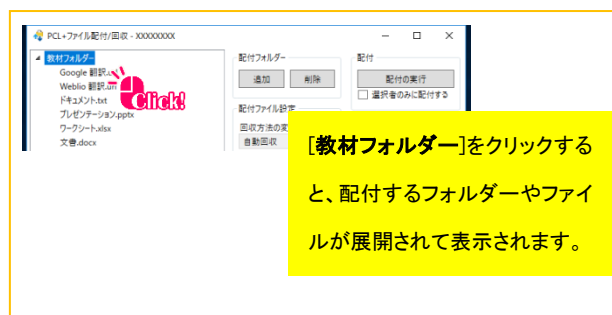 PCL+ファイル配付/回収 - XXXXXXXX
教材フォルダー
Google 翻訳.url
Weblio 翻訳.url
ドキュメント.txt
プレゼンテーション.pptx
ワークシート.xlsx
文書.docx
Click!
配付フォルダー
追加 削除
配付ファイル設定
回収方法の変
自動回収
配付
配付の実行
選択者のみに配付する
[教材フォルダー]をクリックする
と、配付するフォルダーやファイ
ルが展開されて表示されます。